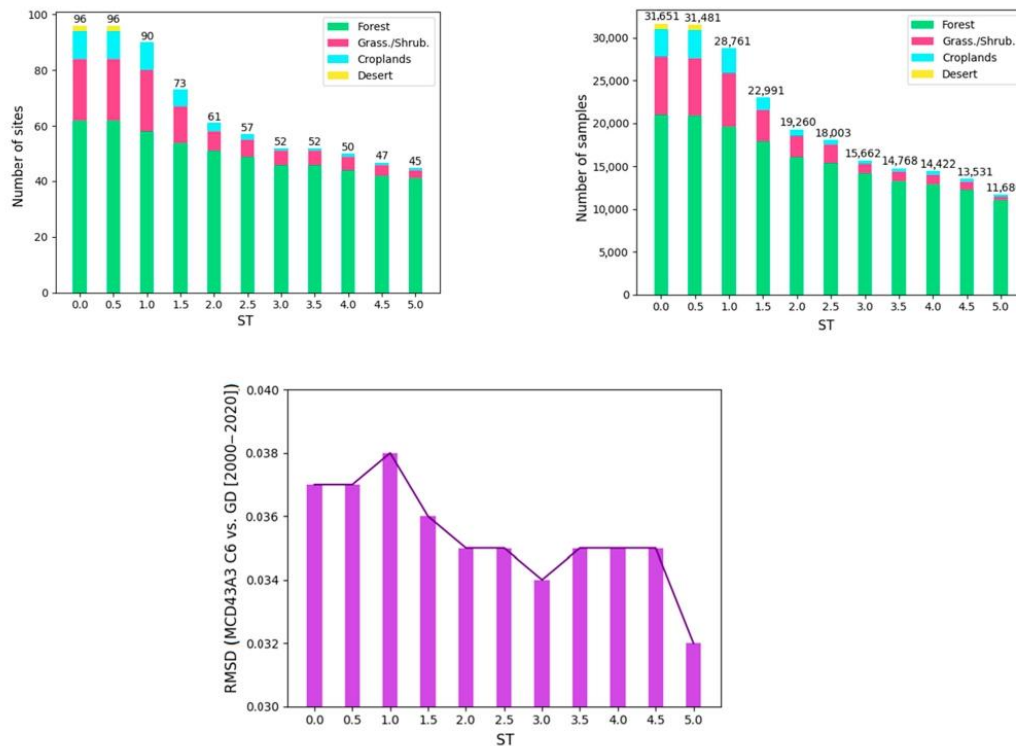 100
80
60
40
20
0
Number of sites
96
96
90
73
61
57
52
52
50
47
45
Forest
Grass./Shrub.
Croplands
Desert
0.0 0.5 1.0 1.5 2.0 2.5 3.0 3.5 4.0 4.5 5.0
ST
30,000
25,000
20,000
15,000
10,000
5,000
0
Number of samples
31,651
31,481
28,761
22,991
19,260
18,003
15,662
14,768
14,422
13,531
11,68
Forest
Grass./Shrub.
Croplands
Desert
0.0 0.5 1.0 1.5 2.0 2.5 3.0 3.5 4.0 4.5 5.0
ST
0.040
0.038
0.036
0.034
0.032
0.030
RMSD (MCD43A3 C6 vs. GD [2000−2020])
0.0 0.5 1.0 1.5 2.0 2.5 3.0 3.5 4.0 4.5 5.0
ST